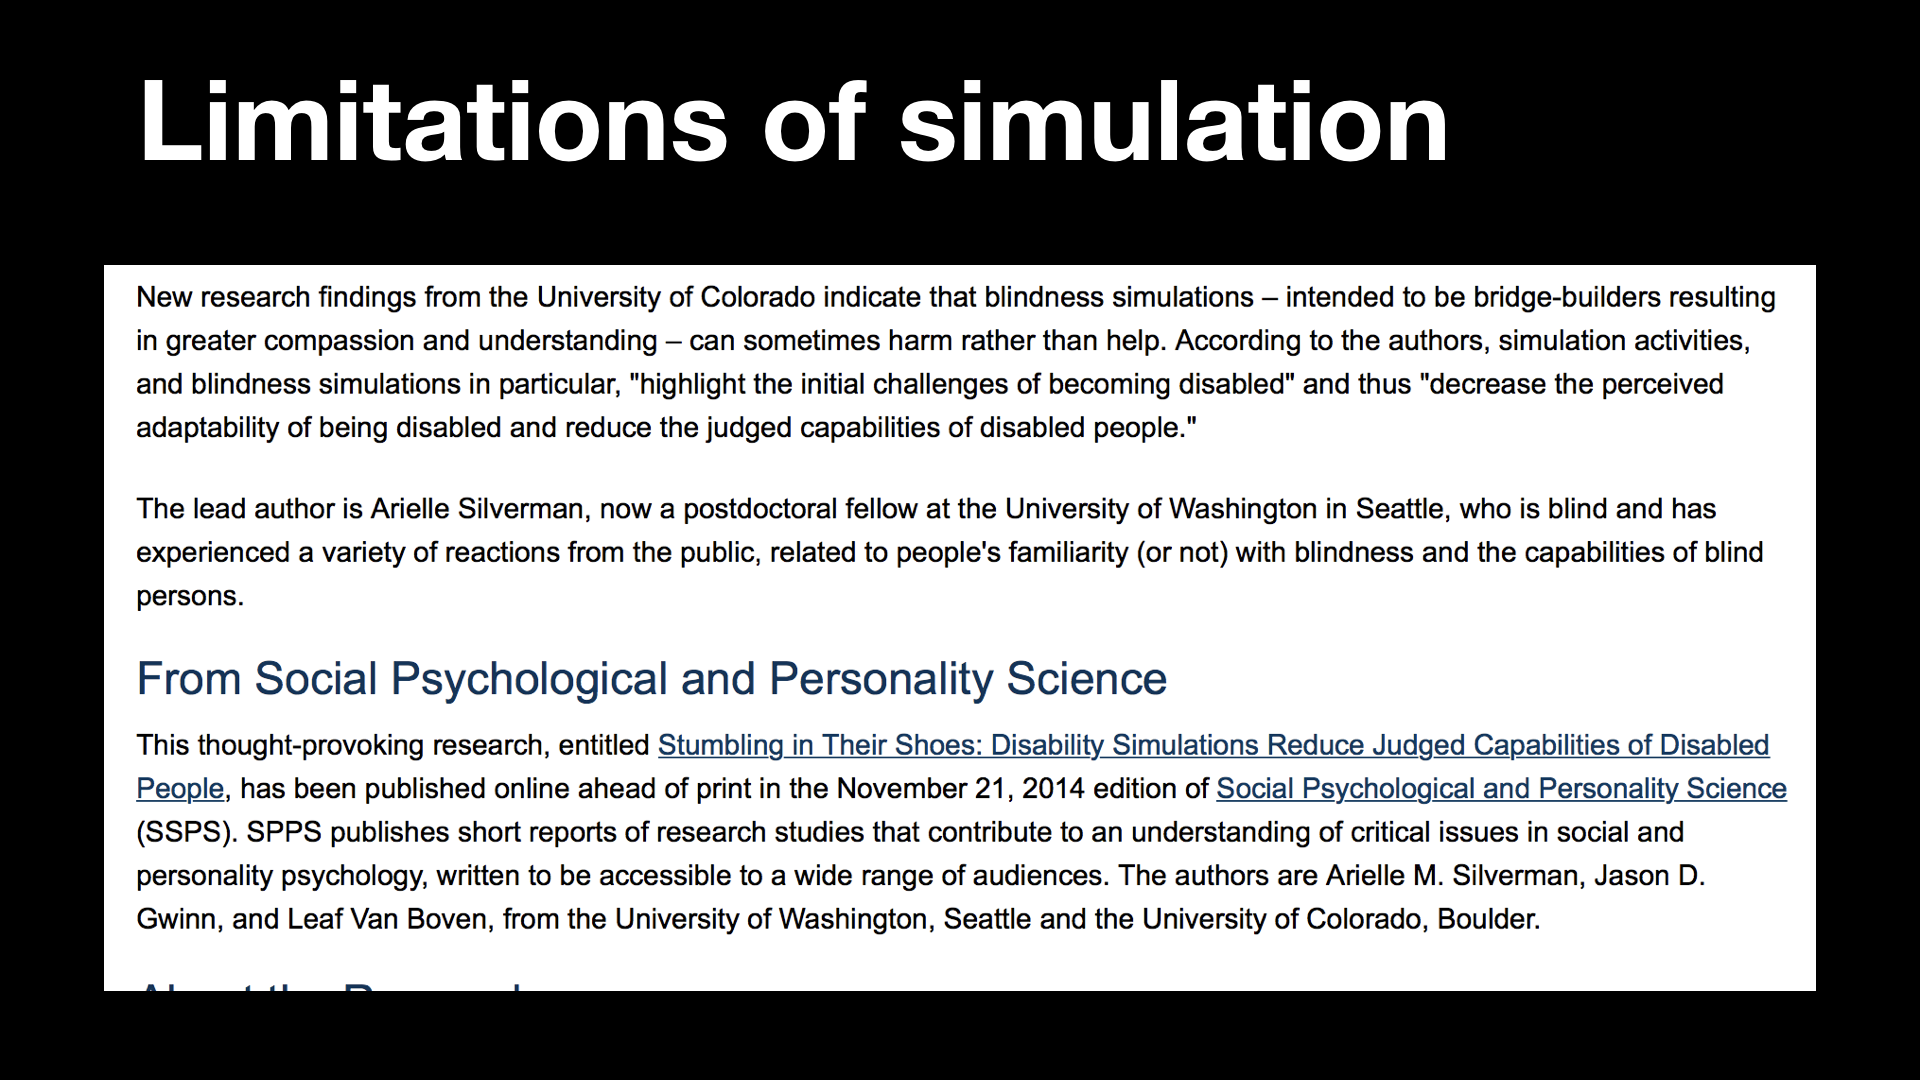 Limitations of simulation
New research findings from the University of Colorado indicate that blindness simulations – intended to be bridge-builders resulting
in greater compassion and understanding – can sometimes harm rather than help. According to the authors, simulation activities,
and blindness simulations in particular, "highlight the initial challenges of becoming disabled" and thus "decrease the perceived
adaptability of being disabled and reduce the judged capabilities of disabled people."
The lead author is Arielle Silverman, now a postdoctoral fellow at the University of Washington in Seattle, who is blind and has
experienced a variety of reactions from the public, related to people's familiarity (or not) with blindness and the capabilities of blind
persons.
From Social Psychological and Personality Science
This thought-provoking research, entitled Stumbling in Their Shoes: Disability Simulations Reduce Judged Capabilities of Disabled
People, has been published online ahead of print in the November 21, 2014 edition of Social Psychological and Personality Science
(SSPS). SPPS publishes short reports of research studies that contribute to an understanding of critical issues in social and
personality psychology, written to be accessible to a wide range of audiences. The authors are Arielle M. Silverman, Jason D.
Gwinn, and Leaf Van Boven, from the University of Washington, Seattle and the University of Colorado, Boulder.